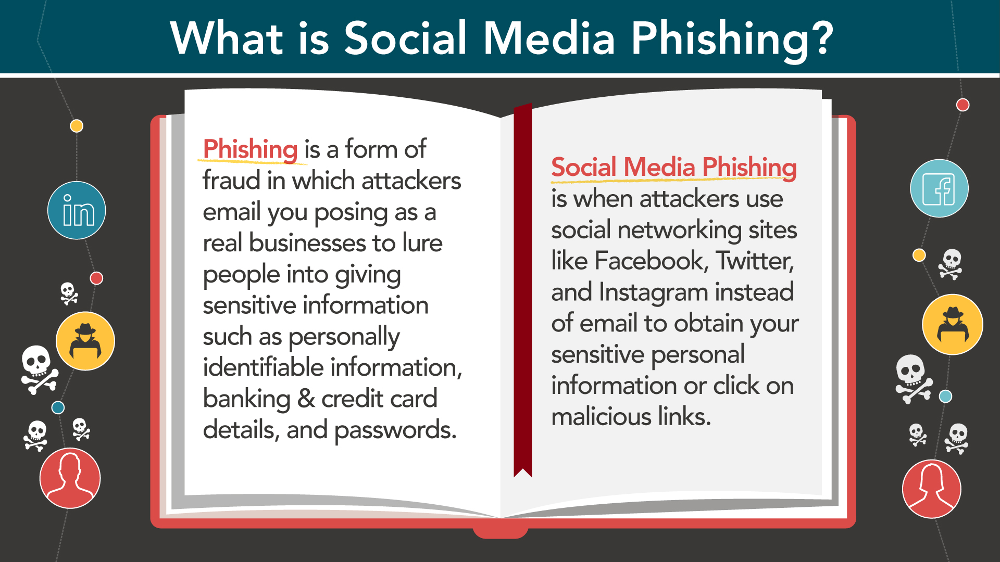 What is Social Media Phishing?
Phishing is a form of
fraud in which attackers
email you posing as a
real businesses to lure
people into giving
sensitive information
such as personally
identifiable information,
banking & credit card
details, and passwords.
Social Media Phishing
is when attackers use
social networking sites
like Facebook, Twitter,
and Instagram instead
of email to obtain your
sensitive personal
information or click on
malicious links.
in
f